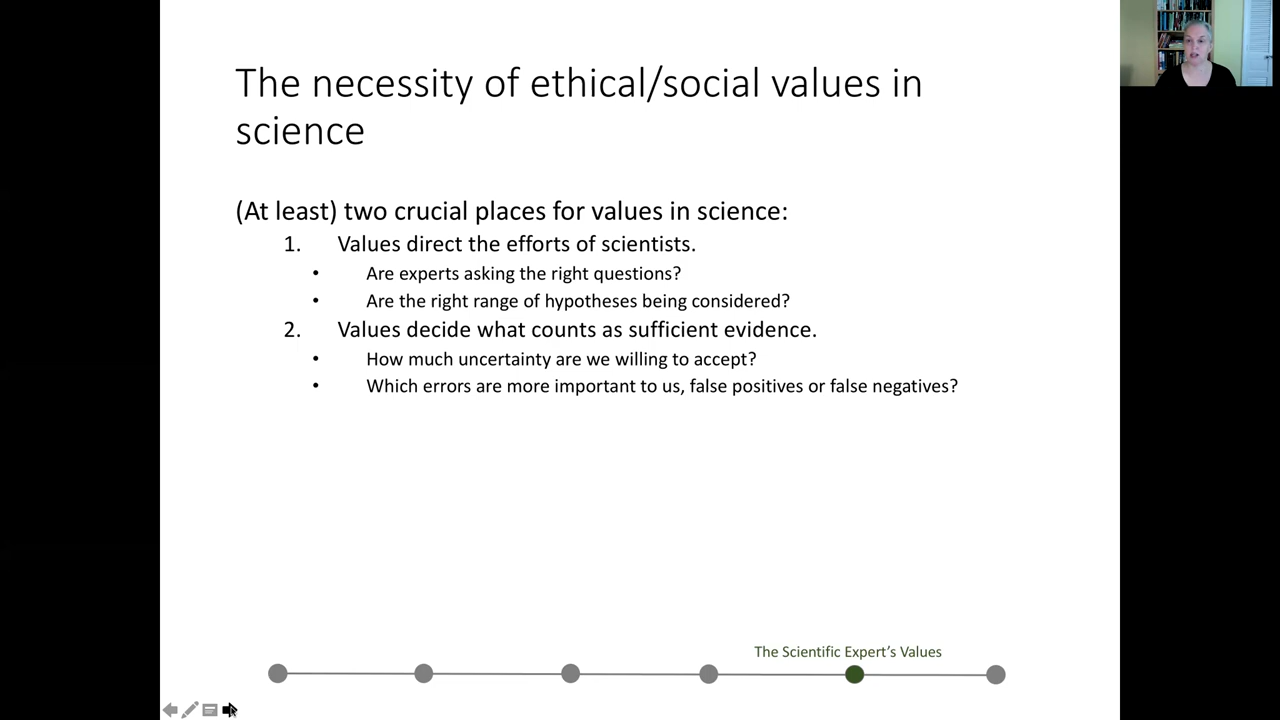 The necessity of ethical/social values in
science
(At least) two crucial places for values in science:
1. Values direct the efforts of scientists.
• Are experts asking the right questions?
• Are the right range of hypotheses being considered?
2. Values decide what counts as sufficient evidence.
• How much uncertainty are we willing to accept?
• Which errors are more important to us, false positives or false negatives?
The Scientific Expert's Values